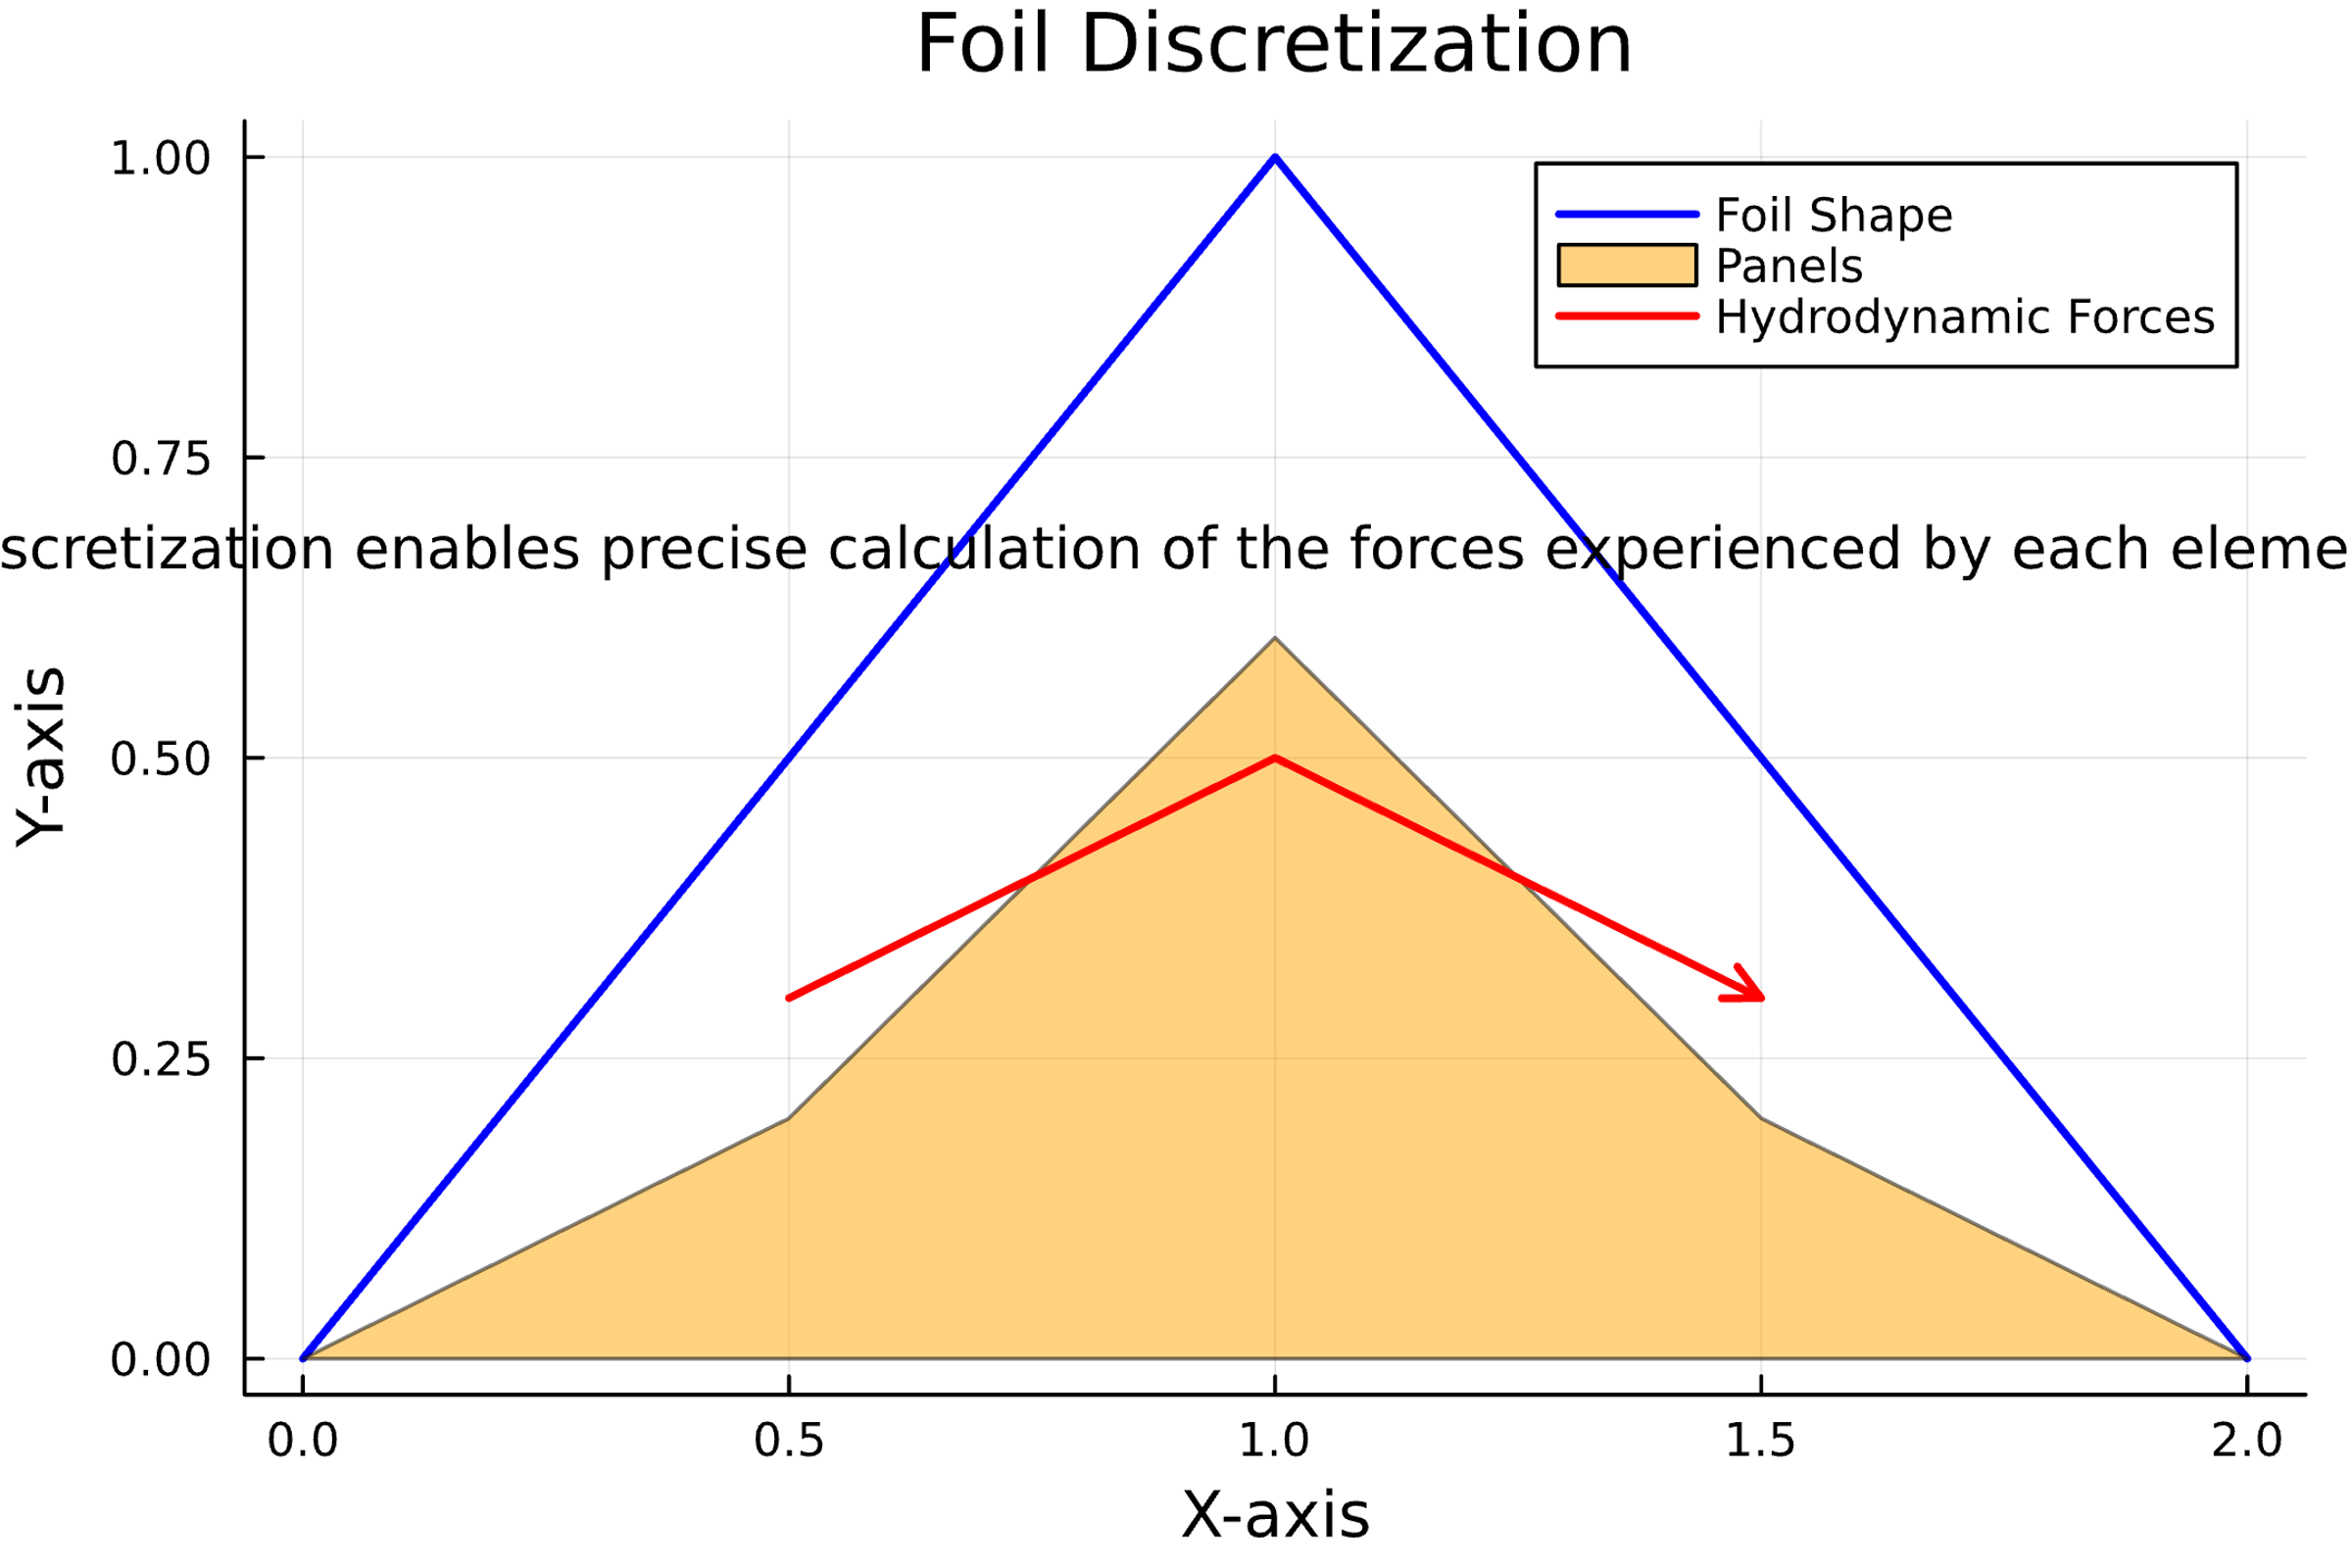 Foil Discretization
1.00
Foil Shape
Panels
Hydrodynamic Forces
0.75
scretization enables precise calculation of the forces experienced by each eleme
Y-axis
0.50
0.25
0.00
0.0 0.5 1.0 1.5 2.0
X-axis